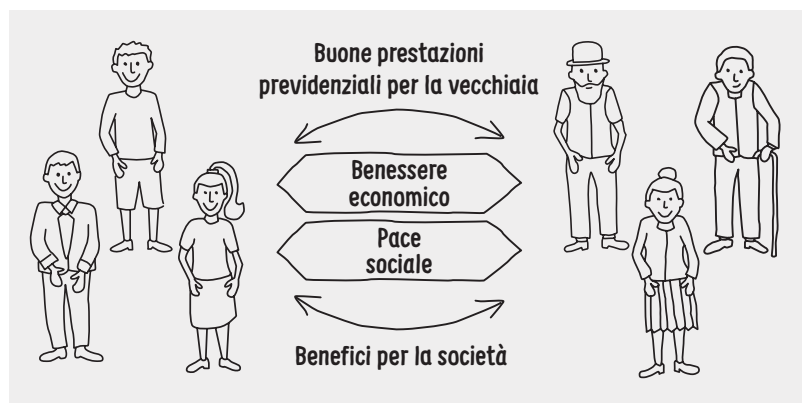 Buone prestazioni
previdenziali per la vecchiaia
Benessere
economico
Pace
sociale
Benefici per la società